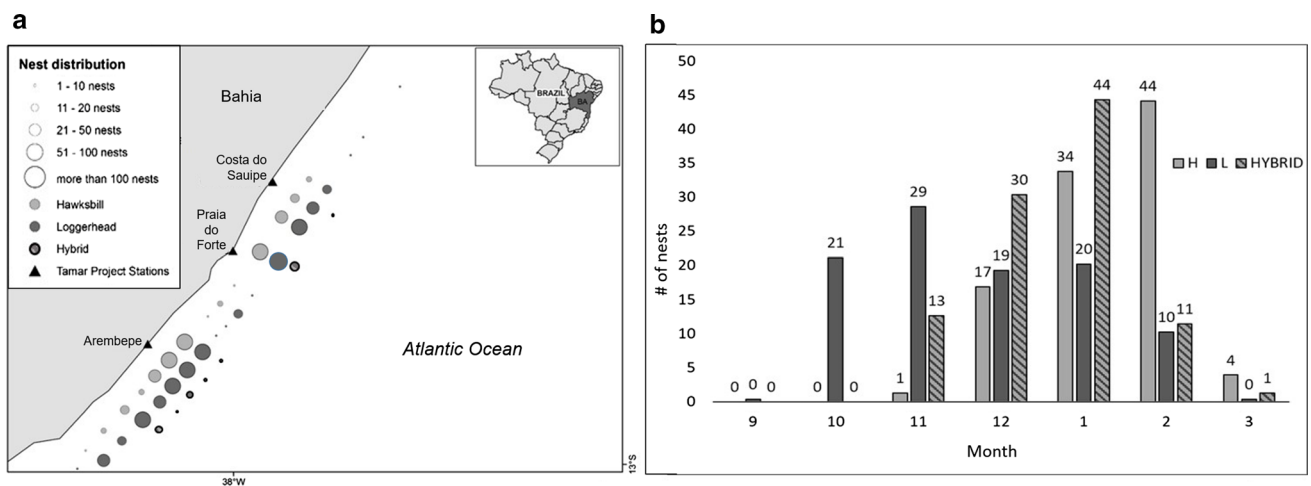 a
Nest distribution
1 - 10 nests
11 - 20 nests
21 - 50 nests
51 - 100 nests
more than 100 nests
Hawksbill
Loggerhead
Hybrid
Tamar Project Stations
Bahia
Costa do
Sauipe
Praia
do
Forte
Arembepe
Atlantic Ocean
BRAZIL
BA
38°W
13°S
b
# of nests
50
45
40
35
30
25
20
15
10
5
0
0 0 0
0 21 0
1 29 13
17 19 30
34 20 44
44 10 11
4 0 1
9 10 11 12 1 2 3
Month
H L HYBRID